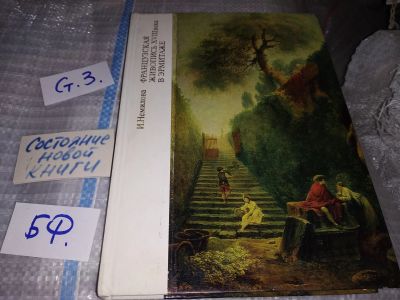 G.3.
Состояние
новой
книги
БФ.
И. Немилова
ФРАНЦУЗСКАЯ
ЖИВОПИСЬ XVIII века
В ЭРМИТАЖЕ